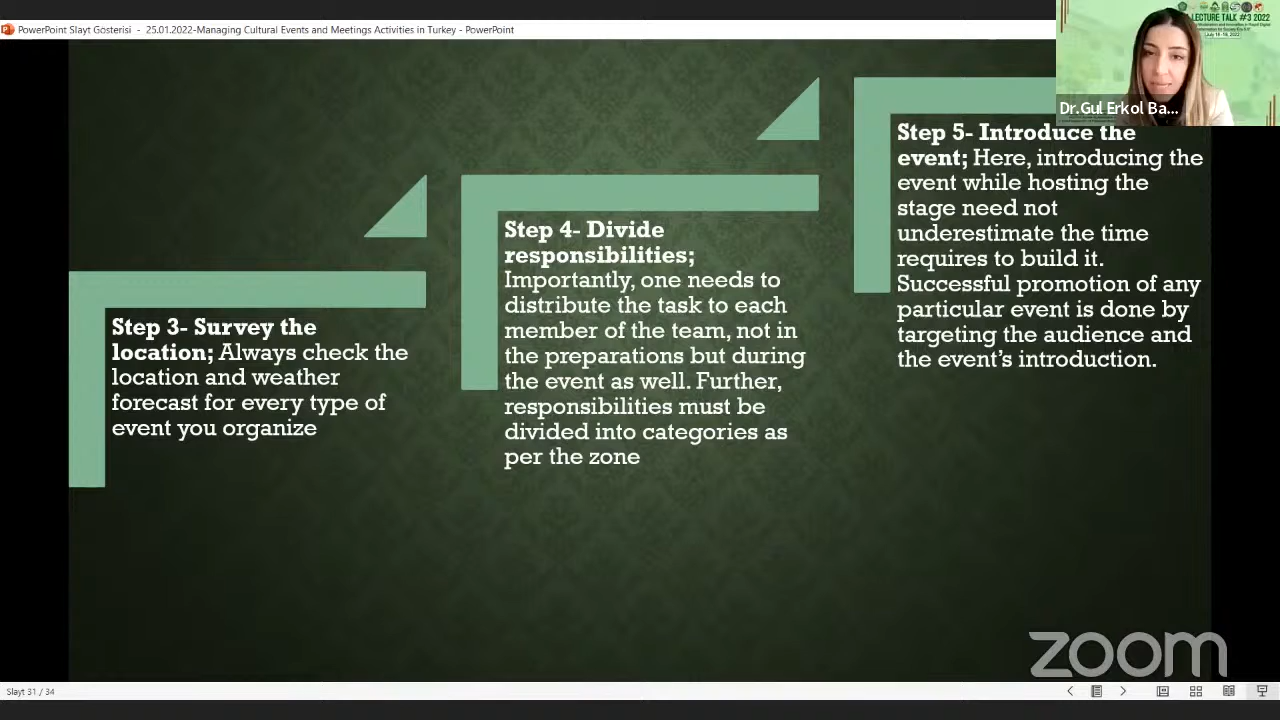 PowerPoint Slayt Gösterisi - 25.01.2022-Managing Cultural Events and Meetings Activities in Turkey - PowerPoint
LECTURE TALK #3 2022
July 18-19, 2022
Dr.Gul Erkol Ba...
Step 3- Survey the
location; Always check the
location and weather
forecast for every type of
event you organize
Step 4- Divide
responsibilities;
Importantly, one needs to
distribute the task to each
member of the team, not in
the preparations but during
the event as well. Further,
responsibilities must be
divided into categories as
per the zone
Step 5- Introduce the
event; Here, introducing the
event while hosting the
stage need not
underestimate the time
requires to build it.
Successful promotion of any
particular event is done by
targeting the audience and
the event's introduction.
zoom
Slayt 31 / 34